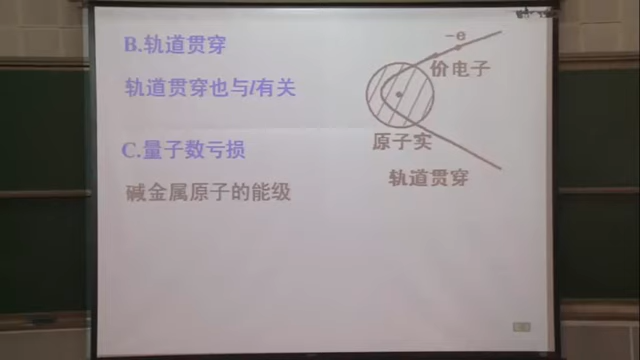 B.轨道贯穿
轨道贯穿也与l有关
C.量子数亏损
碱金属原子的能级
-e
价电子
原子实
轨道贯穿